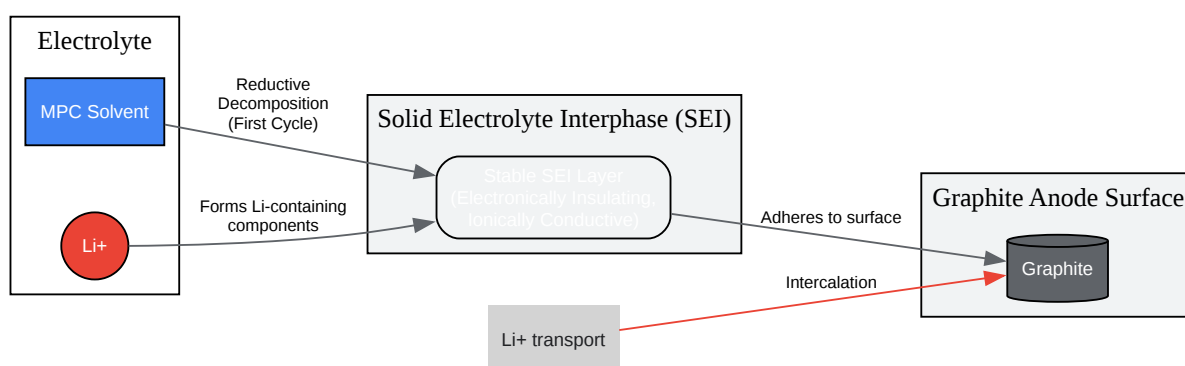 Electrolyte
MPC Solvent
Li+
Reductive
Decomposition
(First Cycle)
Forms Li-containing
components
Solid Electrolyte Interphase (SEI)
Stable SEI Layer
(Electronically Insulating,
Ionically Conductive)
Adheres to surface
Intercalation
Li+ transport
Graphite Anode Surface
Graphite